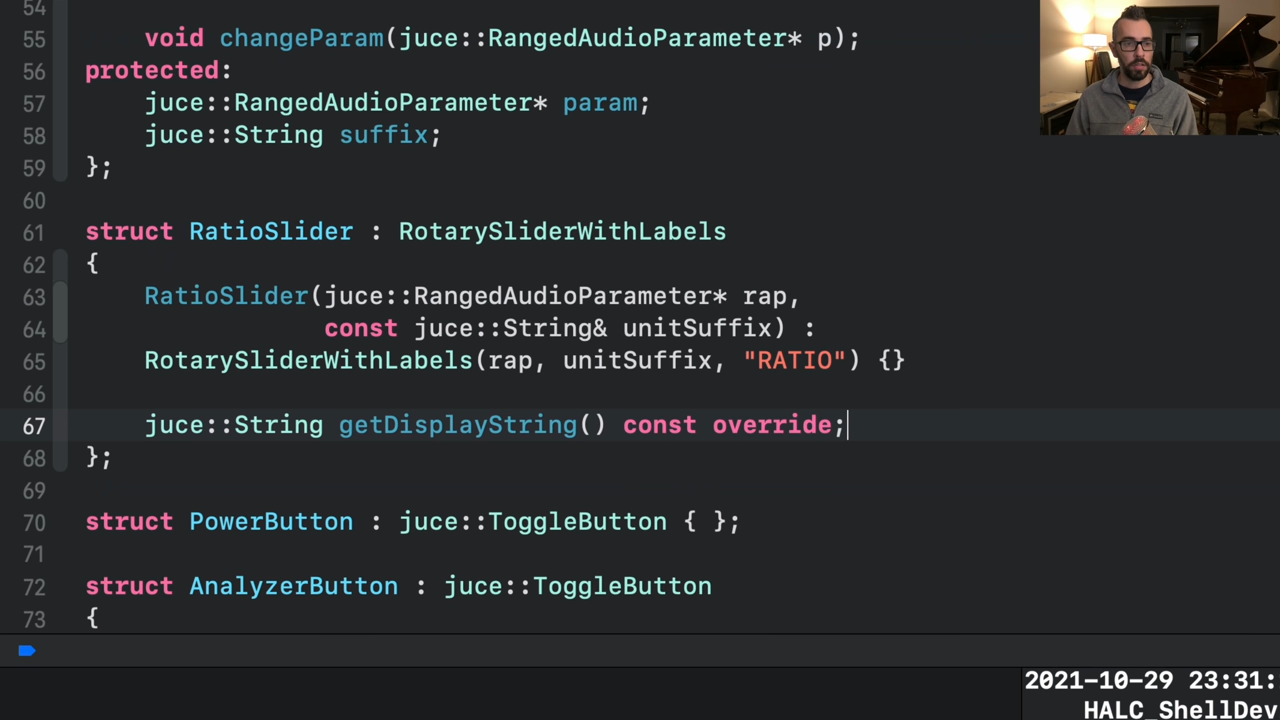 54
55 void changeParam(juce::RangedAudioParameter* p);
56 protected:
57 juce::RangedAudioParameter* param;
58 juce::String suffix;
59 };
60
61 struct RatioSlider : RotarySliderWithLabels
62 {
63 RatioSlider(juce::RangedAudioParameter* rap,
64 const juce::String& unitSuffix) :
65 RotarySliderWithLabels(rap, unitSuffix, "RATIO") {}
66
67 juce::String getDisplayString() const override;
68 };
69
70 struct PowerButton : juce::ToggleButton { };
71
72 struct AnalyzerButton : juce::ToggleButton
73 {
2021-10-29 23:31:
HALC_ShellDev